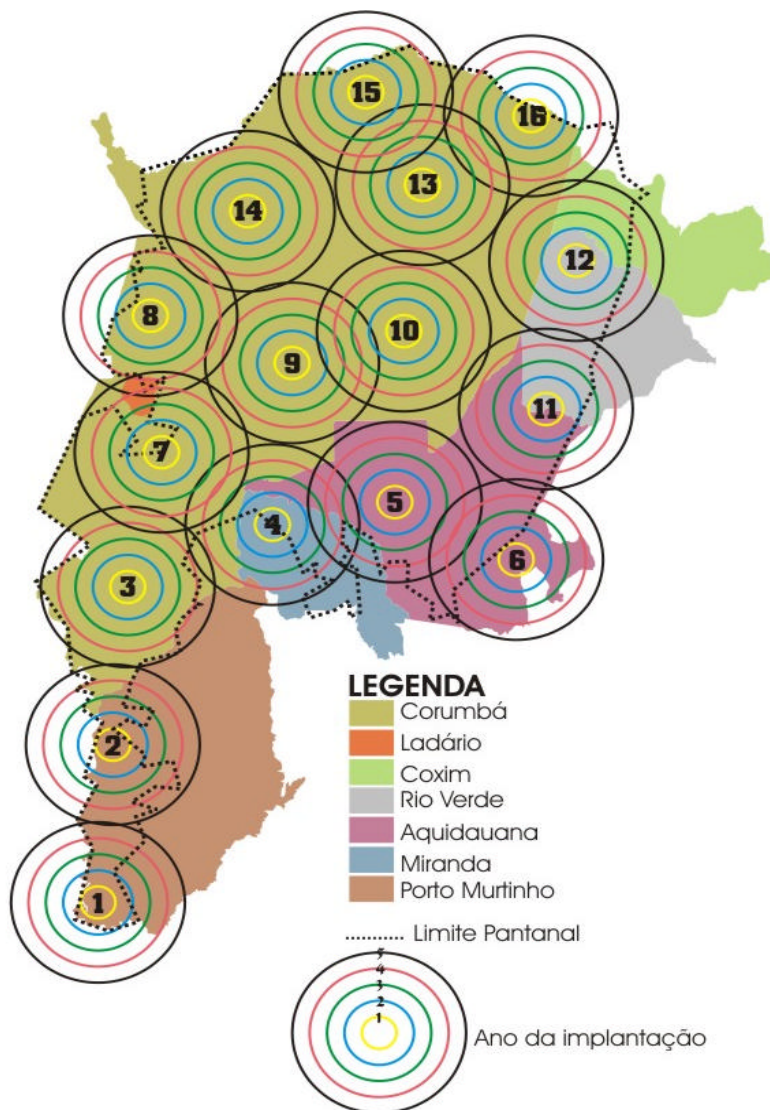 15
16
13
14
12
8
10
9
11
7
5
4
6
3
2
1
LEGENDA
Corumbá
Ladário
Coxim
Rio Verde
Aquidauana
Miranda
Porto Murtinho
Limite Pantanal
5
4
3
2
1
Ano da implantação